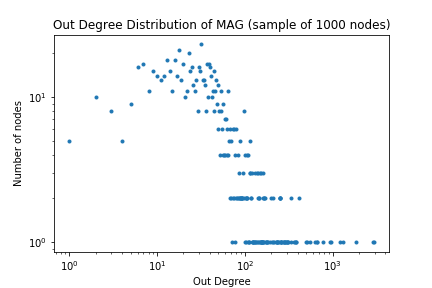 Out Degree Distribution of MAG (sample of 1000 nodes)
Number of nodes
10¹
10⁰
10⁰ 10¹ 10² 10³
Out Degree